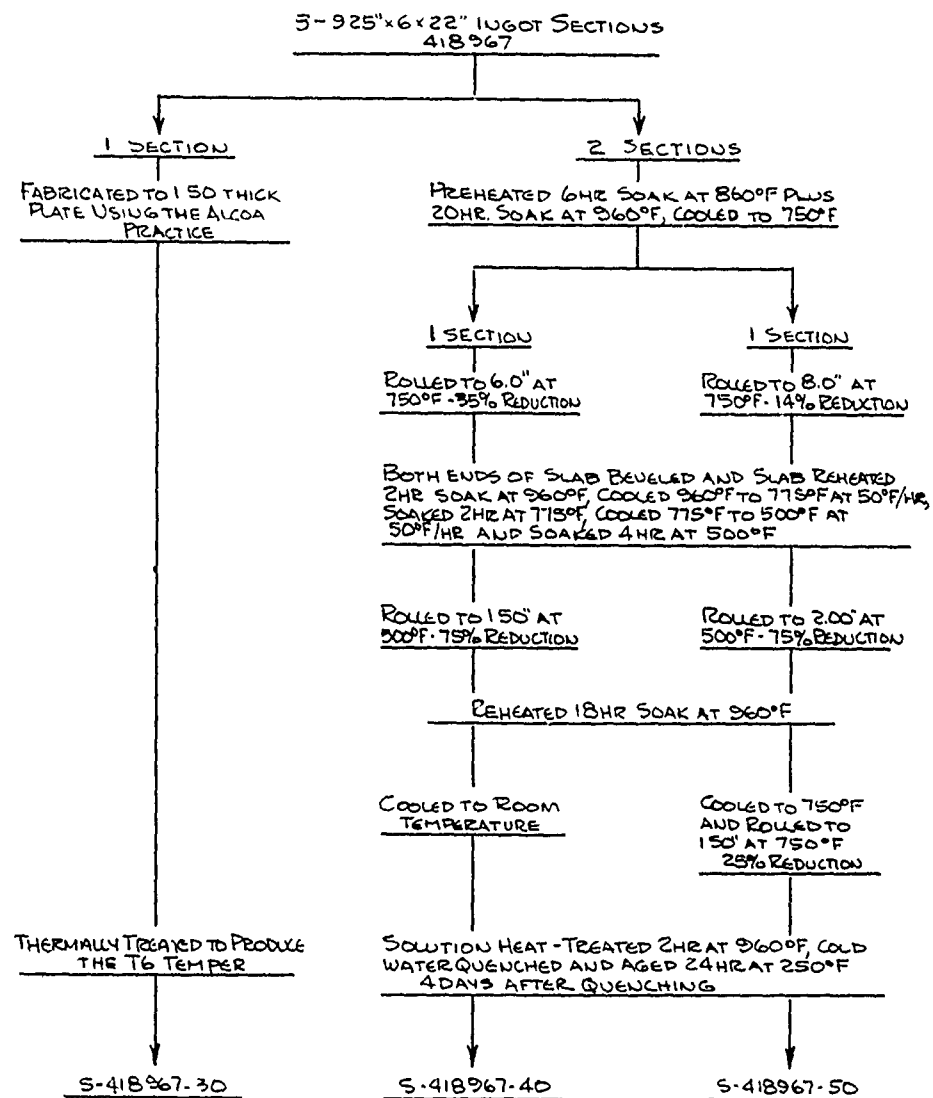 3-925"x6x22" INGOT SECTIONS
418967
1 SECTION
2 SECTIONS
FABRICATED TO 1 50 THICK
PLATE USING THE ALCOA
PRACTICE
PREHEATED 6HR SOAK AT 860°F PLUS
20HR. SOAK AT 960°F, COOLED TO 750°F
1 SECTION
1 SECTION
ROLLED TO 6.0" AT
750°F - 35% REDUCTION
ROLLED TO 8.0" AT
750°F - 14% REDUCTION
BOTH ENDS OF SLAB BEVELED AND SLAB REHEATED
2HR SOAK AT 960°F, COOLED 960°F TO 775°F AT 50°F/HR,
SOAKED 2HR AT 775°F, COOLED 775°F TO 500°F AT
50°F/HR AND SOAKED 4HR AT 500°F
ROLLED TO 1 50" AT
500°F - 75% REDUCTION
ROLLED TO 2.00" AT
500°F - 75% REDUCTION
REHEATED 18HR SOAK AT 960°F
COOLED TO ROOM
TEMPERATURE
COOLED TO 750°F
AND ROLLED TO
1 50" AT 750°F
25% REDUCTION
THERMALLY TREATED TO PRODUCE
THE T6 TEMPER
SOLUTION HEAT-TREATED 2HR AT 960°F, COLD
WATER QUENCHED AND AGED 24HR AT 250°F
4 DAYS AFTER QUENCHING
S-418967-30
S-418967-40
S-418967-50